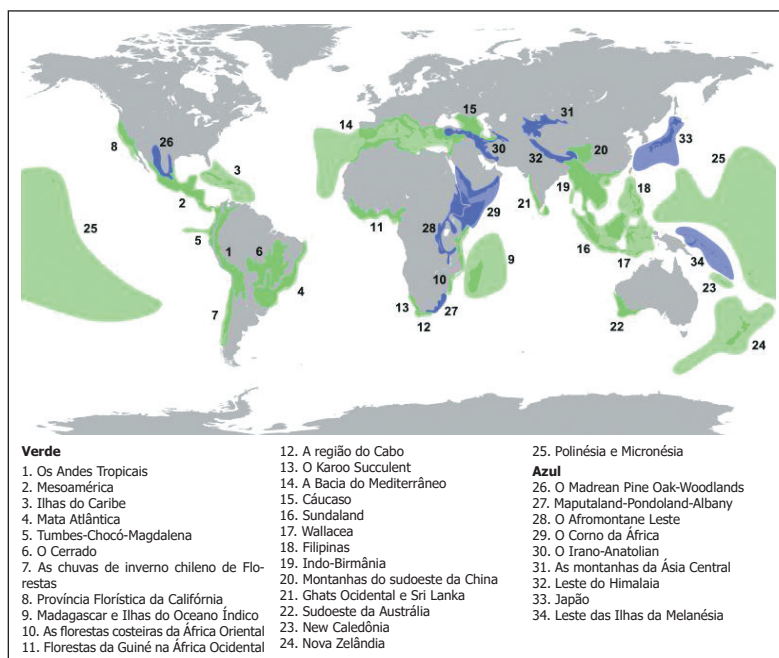 31
15
33
14
26
20
30
8
25
32
3
19
18
21
2
29
11
25
28
5
1
6
9
34
16
17
10
4
23
13
27
7
22
12
24
Verde
1. Os Andes Tropicais
2. Mesoamérica
3. Ilhas do Caribe
4. Mata Atlântica
5. Tumbes-Chocó-Magdalena
6. O Cerrado
7. As chuvas de inverno chileno de Flo-
restas
8. Província Florística da Califórnia
9. Madagascar e Ilhas do Oceano Índico
10. As florestas costeiras da África Oriental
11. Florestas da Guiné na África Ocidental
12. A região do Cabo
13. O Karoo Succulent
14. A Bacia do Mediterrâneo
15. Cáucaso
16. Sundaland
17. Wallacea
18. Filipinas
19. Indo-Birmânia
20. Montanhas do sudoeste da China
21. Ghats Ocidental e Sri Lanka
22. Sudoeste da Austrália
23. New Caledônia
24. Nova Zelândia
25. Polinésia e Micronésia
Azul
26. O Madrean Pine Oak-Woodlands
27. Maputaland-Pondoland-Albany
28. O Afromontane Leste
29. O Corno da África
30. O Irano-Anatolian
31. As montanhas da Ásia Central
32. Leste do Himalaia
33. Japão
34. Leste das Ilhas da Melanésia